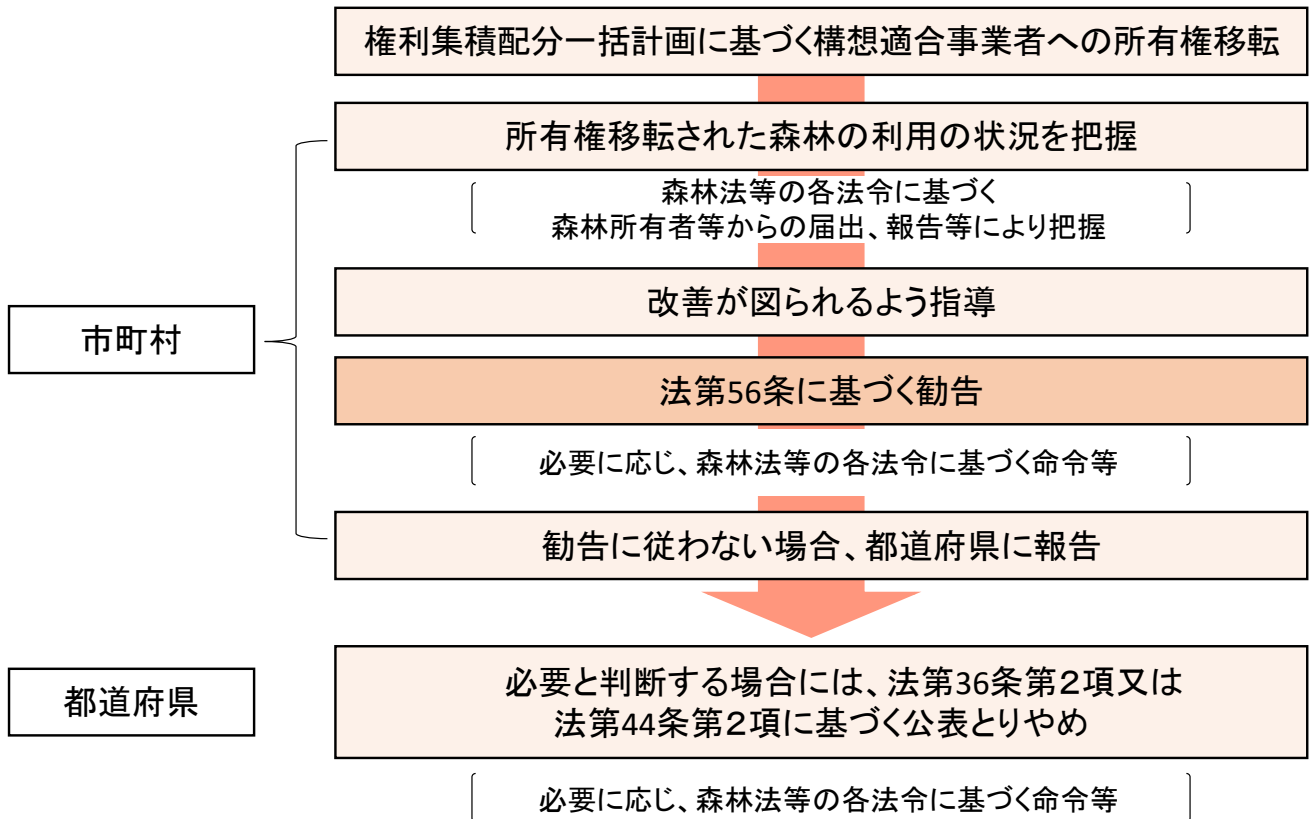 権利集積配分一括計画に基づく構想適合事業者への所有権移転
所有権移転された森林の利用の状況を把握
森林法等の各法令に基づく
森林所有者等からの届出、報告等により把握
改善が図られるよう指導
市町村
法第56条に基づく勧告
必要に応じ、森林法等の各法令に基づく命令等
勧告に従わない場合、都道府県に報告
都道府県
必要と判断する場合には、法第36条第２項又は
法第44条第２項に基づく公表とりやめ
必要に応じ、森林法等の各法令に基づく命令等